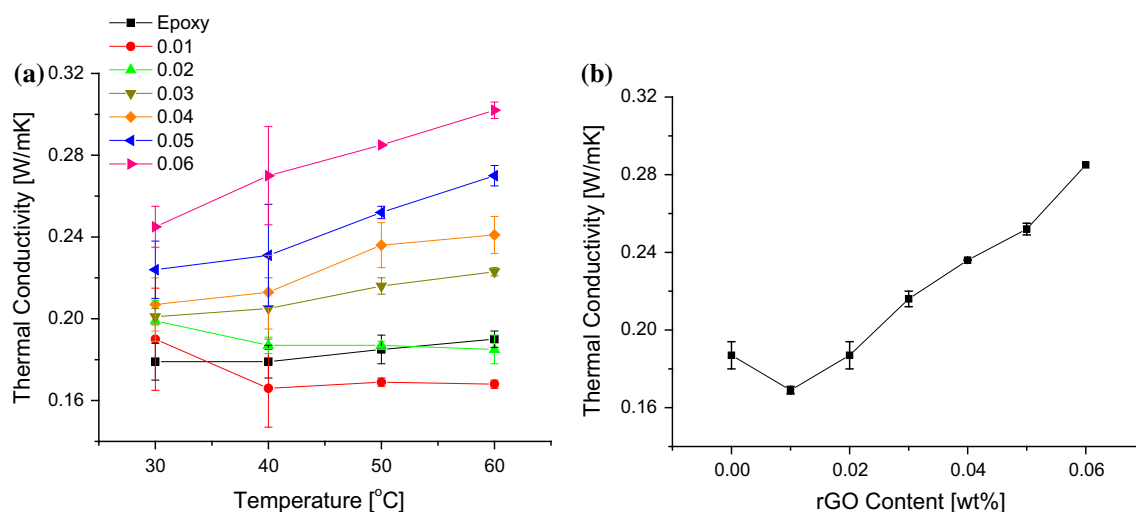 Epoxy
0.01
0.02
0.03
0.04
0.05
0.06
(a)
0.32
0.28
0.24
0.20
0.16
Thermal Conductivity [W/mK]
30 40 50 60
Temperature [°C]
(b)
0.32
0.28
0.24
0.20
0.16
Thermal Conductivity [W/mK]
0.00 0.02 0.04 0.06
rGO Content [wt%]